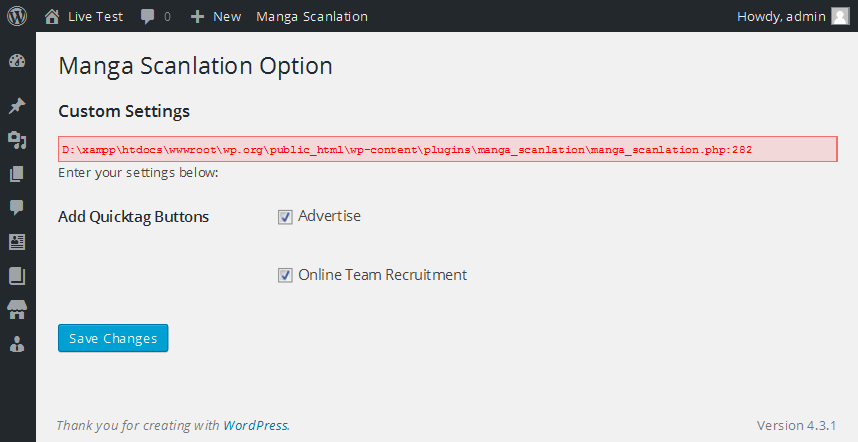 Live Test 0 New Manga Scanlation Howdy, admin
Manga Scanlation Option
Custom Settings
D:\xampp\htdocs\wwwroot\wp.org\public_html\wp-content\plugins\manga_scanlation\manga_scanlation.php:282
Enter your settings below:
Add Quicktag Buttons Advertise
Online Team Recruitment
Save Changes
Thank you for creating with WordPress. Version 4.3.1